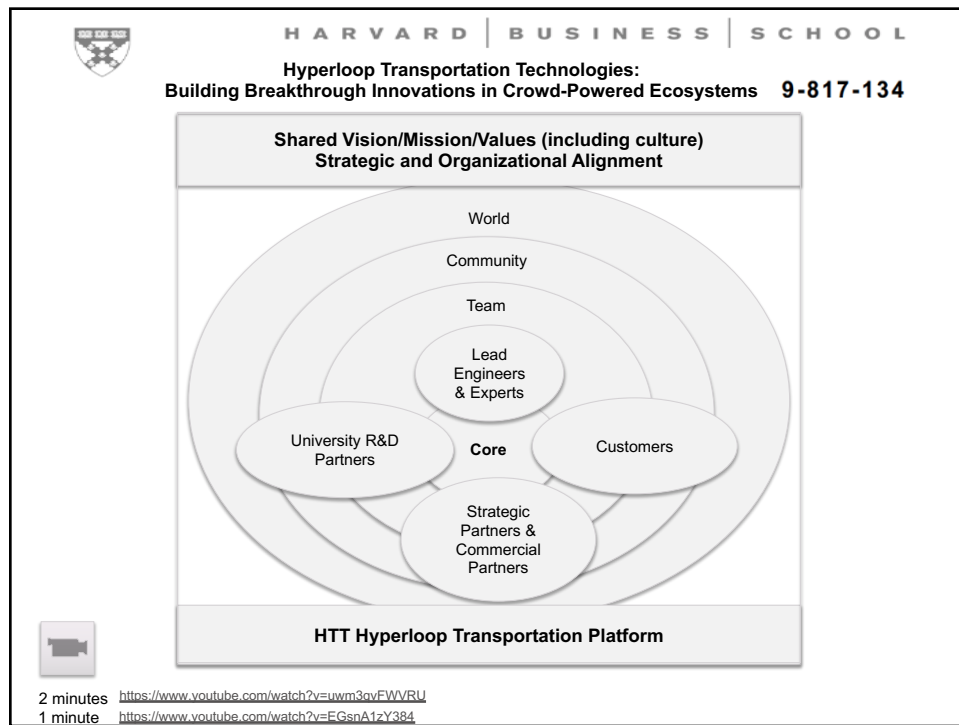 HARVARD | BUSINESS | SCHOOL
Hyperloop Transportation Technologies:
Building Breakthrough Innovations in Crowd-Powered Ecosystems 9-817-134
Shared Vision/Mission/Values (including culture)
Strategic and Organizational Alignment
World
Community
Team
Lead
Engineers
& Experts
University R&D
Partners
Core
Customers
Strategic
Partners &
Commercial
Partners
HTT Hyperloop Transportation Platform
2 minutes https://www.youtube.com/watch?v=uwm3gvFWVRU
1 minute https://www.youtube.com/watch?v=EGsnA1zY384